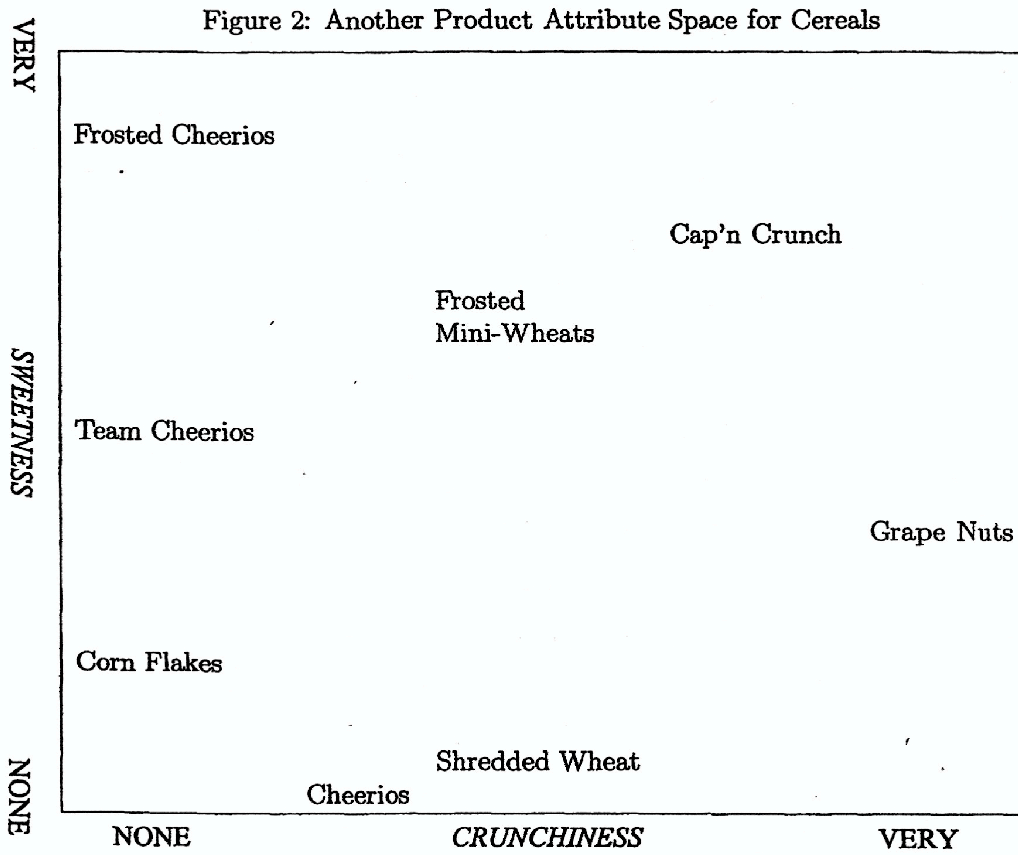 Figure 2: Another Product Attribute Space for Cereals
VERY
Frosted Cheerios
Cap'n Crunch
Frosted
Mini-Wheats
SWEETNESS
Team Cheerios
Grape Nuts
Corn Flakes
Shredded Wheat
NONE
Cheerios
NONE
CRUNCHINESS
VERY